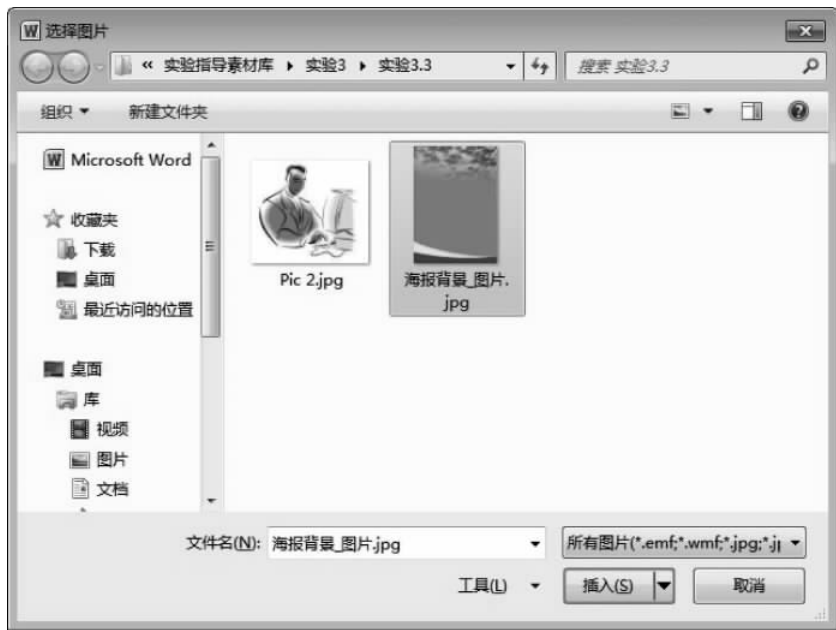 选择图片
« 实验指导素材库 ▸ 实验3 ▸ 实验3.3
搜索 实验3.3
组织
新建文件夹
Microsoft Word
收藏夹
下载
桌面
最近访问的位置
桌面
库
视频
图片
文档
Pic 2.jpg
海报背景_图片.
jpg
文件名(N): 海报背景_图片.jpg
所有图片(*.emf;*.wmf;*.jpg;*.j
工具(L)
插入(S)
取消